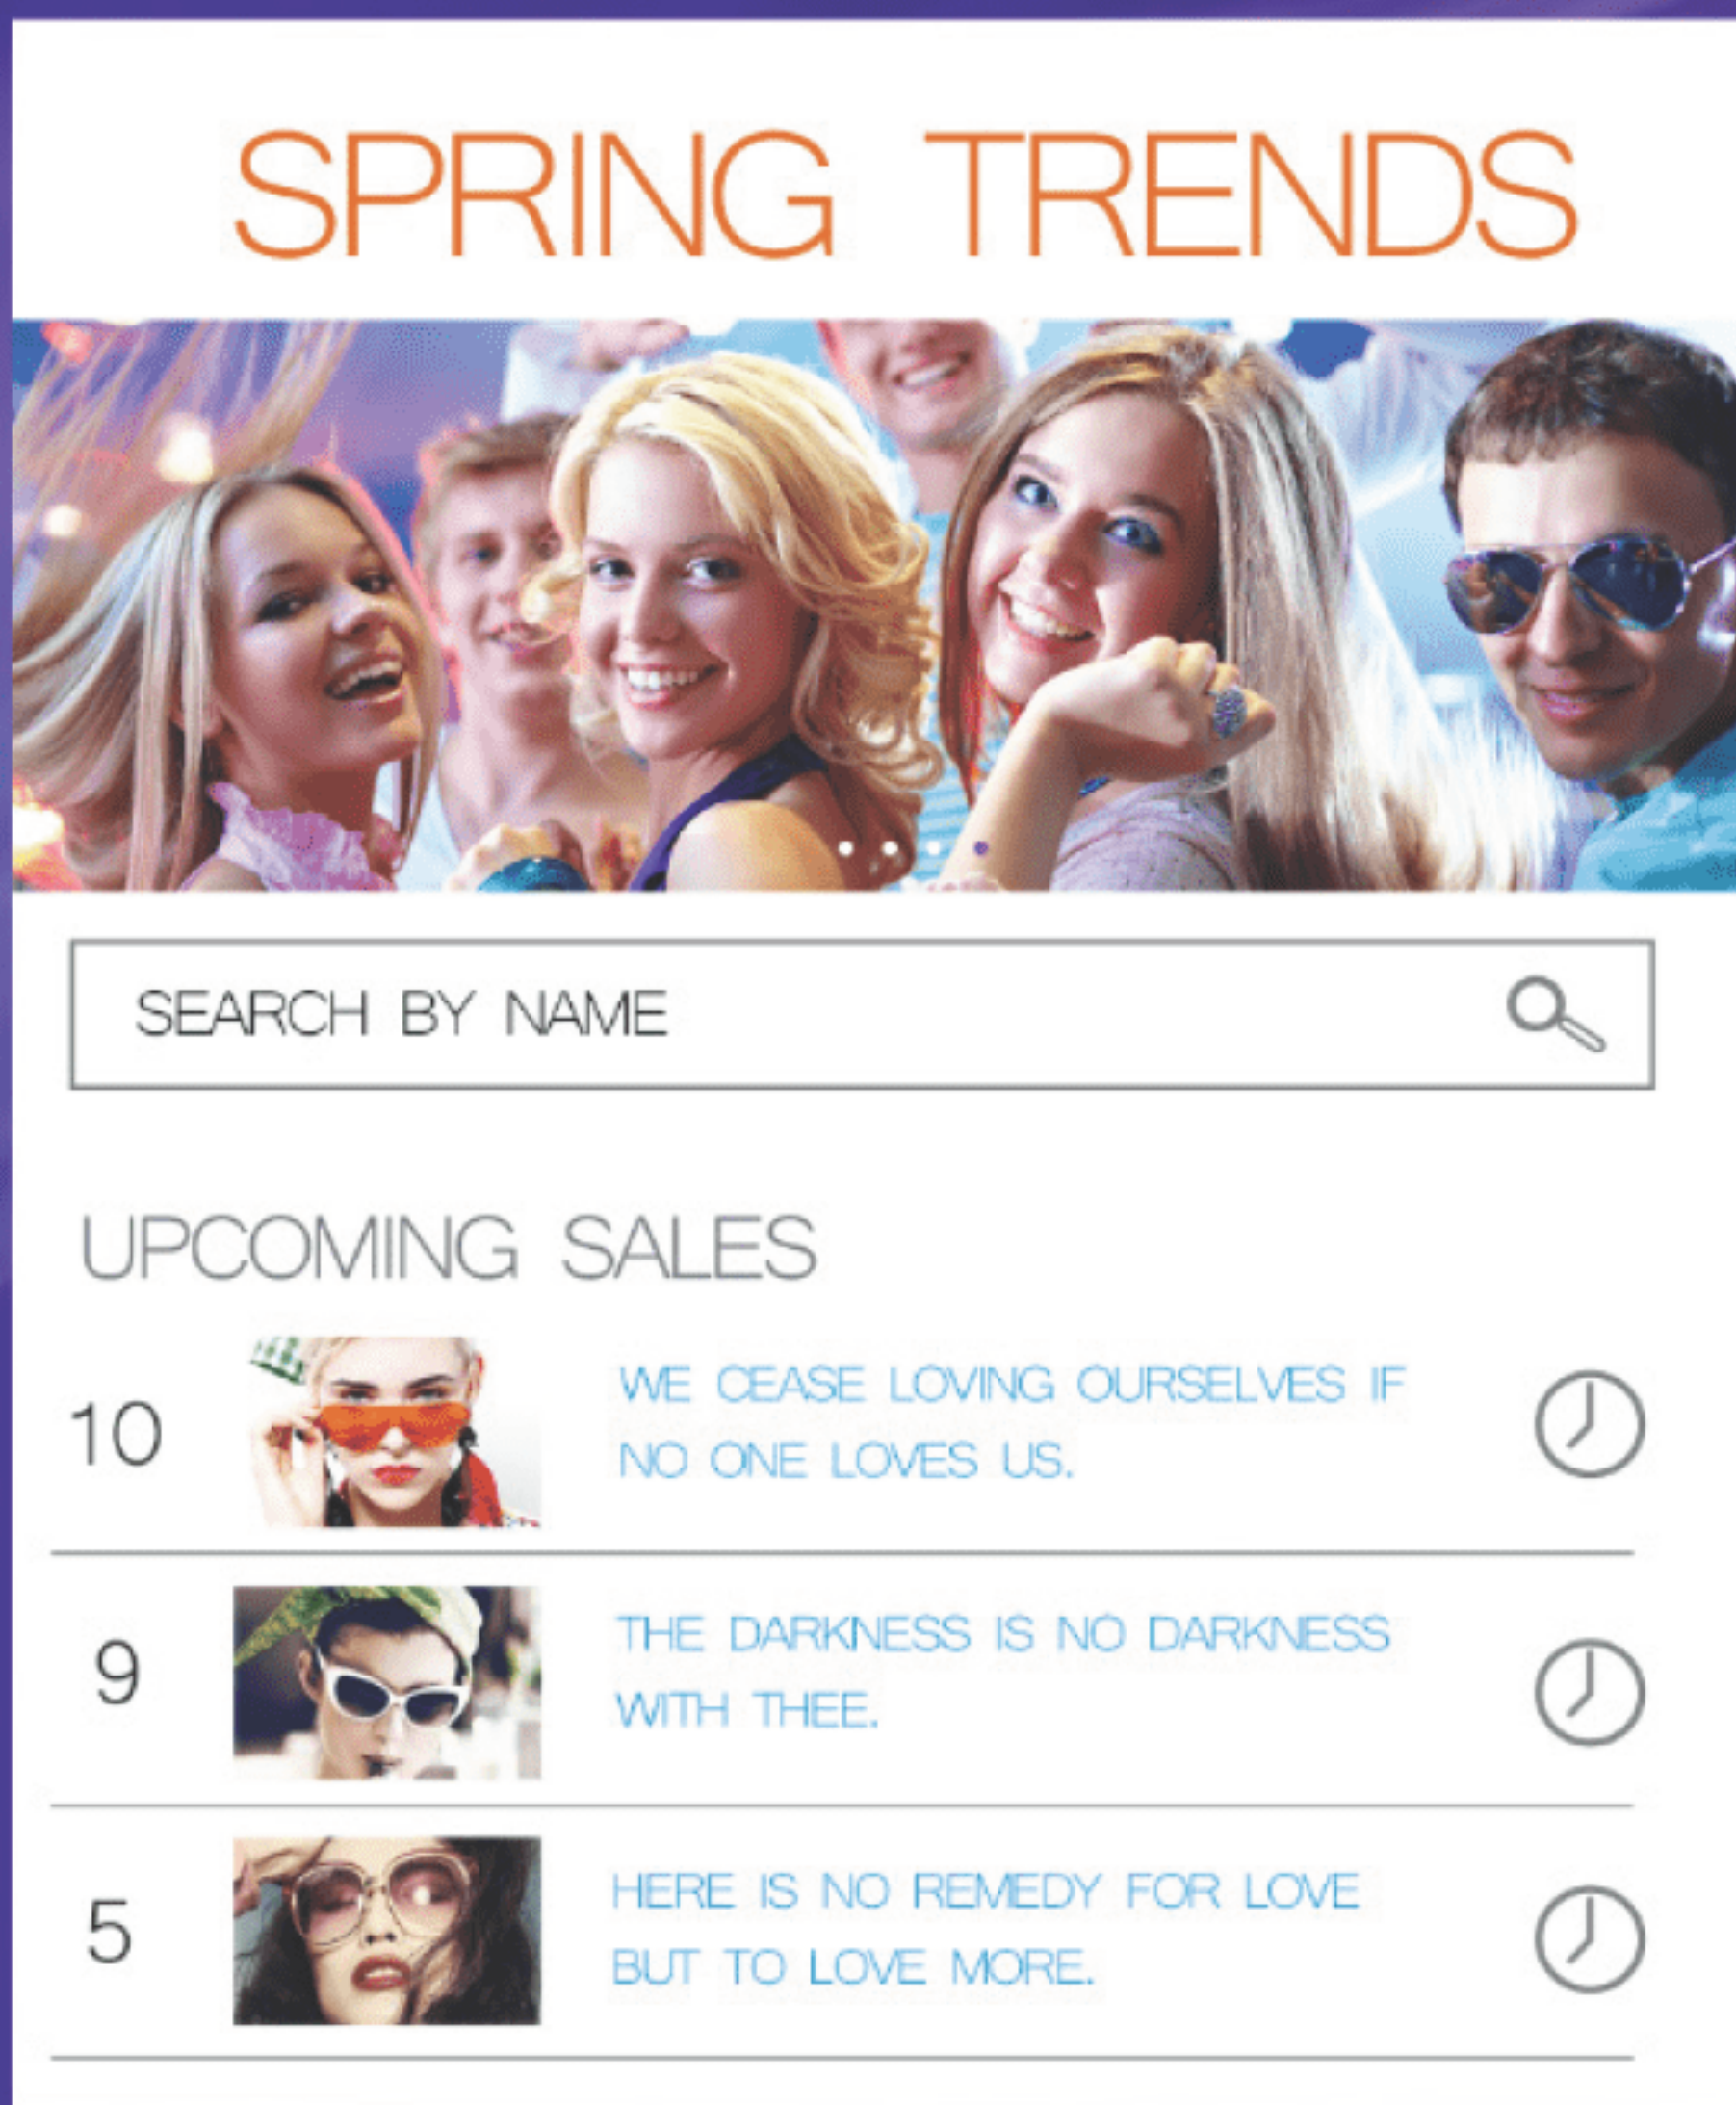 SPRING TRENDS
SEARCH BY NAME
UPCOMING SALES
10
WE CEASE LOVING OURSELVES IF
NO ONE LOVES US.
9
THE DARKNESS IS NO DARKNESS
WITH THEE.
5
HERE IS NO REMEDY FOR LOVE
BUT TO LOVE MORE.